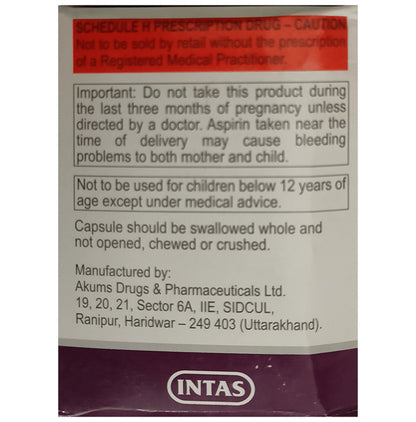 SCHEDULE H PRESCRIPTION DRUG – CAUTION
Not to be sold by retail without the prescription
of a Registered Medical Practitioner.
Important: Do not take this product during
the last three months of pregnancy unless
directed by a doctor. Aspirin taken near the
time of delivery may cause bleeding
problems to both mother and child.
Not to be used for children below 12 years of
age except under medical advice.
Capsule should be swallowed whole and
not opened, chewed or crushed.
Manufactured by:
Akums Drugs & Pharmaceuticals Ltd.
19, 20, 21, Sector 6A, IIE, SIDCUL,
Ranipur, Haridwar – 249 403 (Uttarakhand).
INTAS